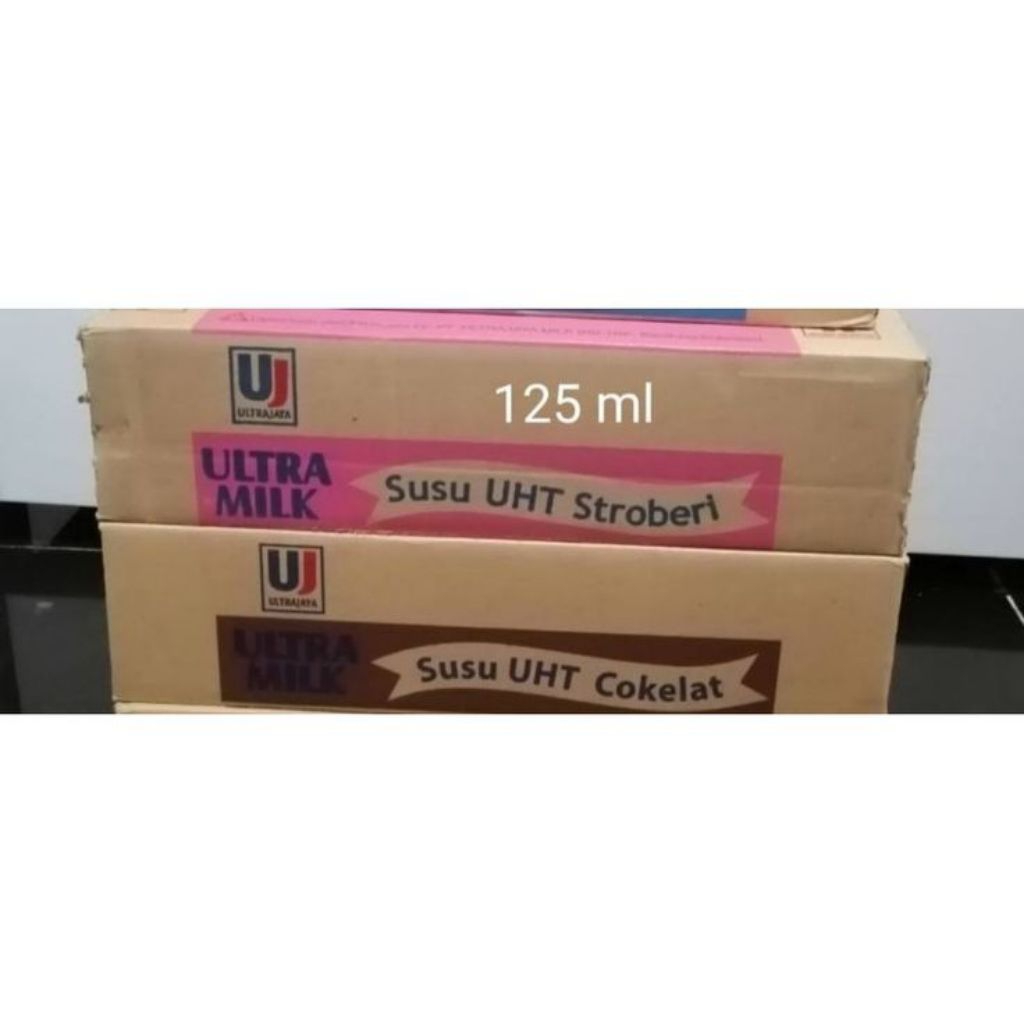 UJ
ULTRAJAYA
125 ml
ULTRA
MILK
Susu UHT Stroberi
UJ
ULTRAJAYA
ULTRA
MILK
Susu UHT Cokelat